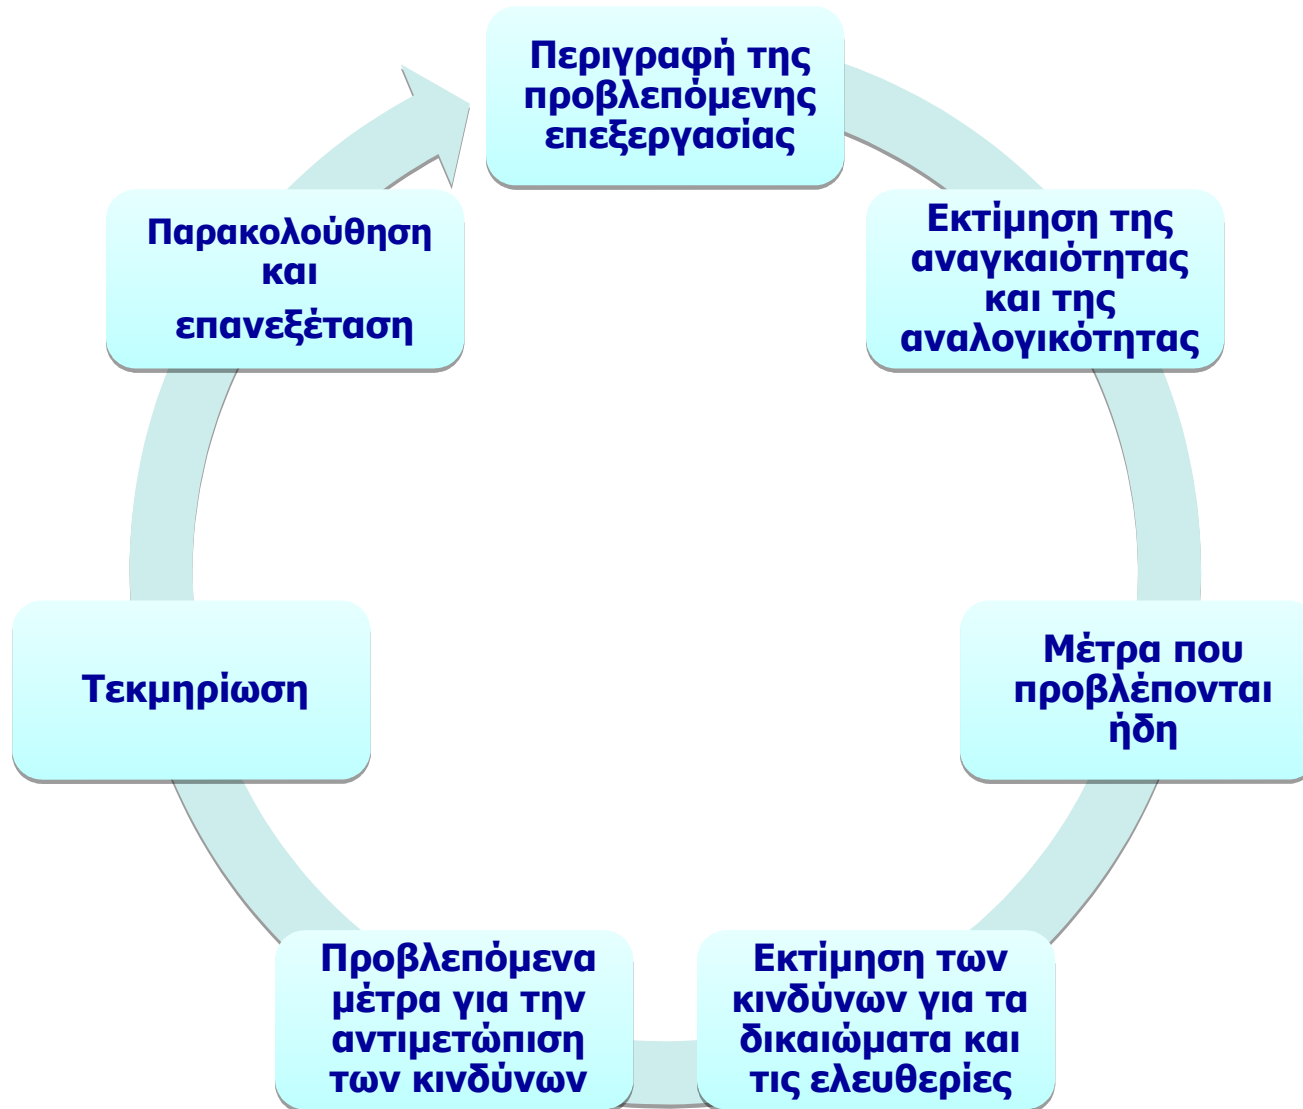 Περιγραφή της
προβλεπόμενης
επεξεργασίας
Εκτίμηση της
αναγκαιότητας
και της
αναλογικότητας
Μέτρα που
προβλέπονται
ήδη
Εκτίμηση των
κινδύνων για τα
δικαιώματα και
τις ελευθερίες
Προβλεπόμενα
μέτρα για την
αντιμετώπιση
των κινδύνων
Τεκμηρίωση
Παρακολούθηση
και
επανεξέταση